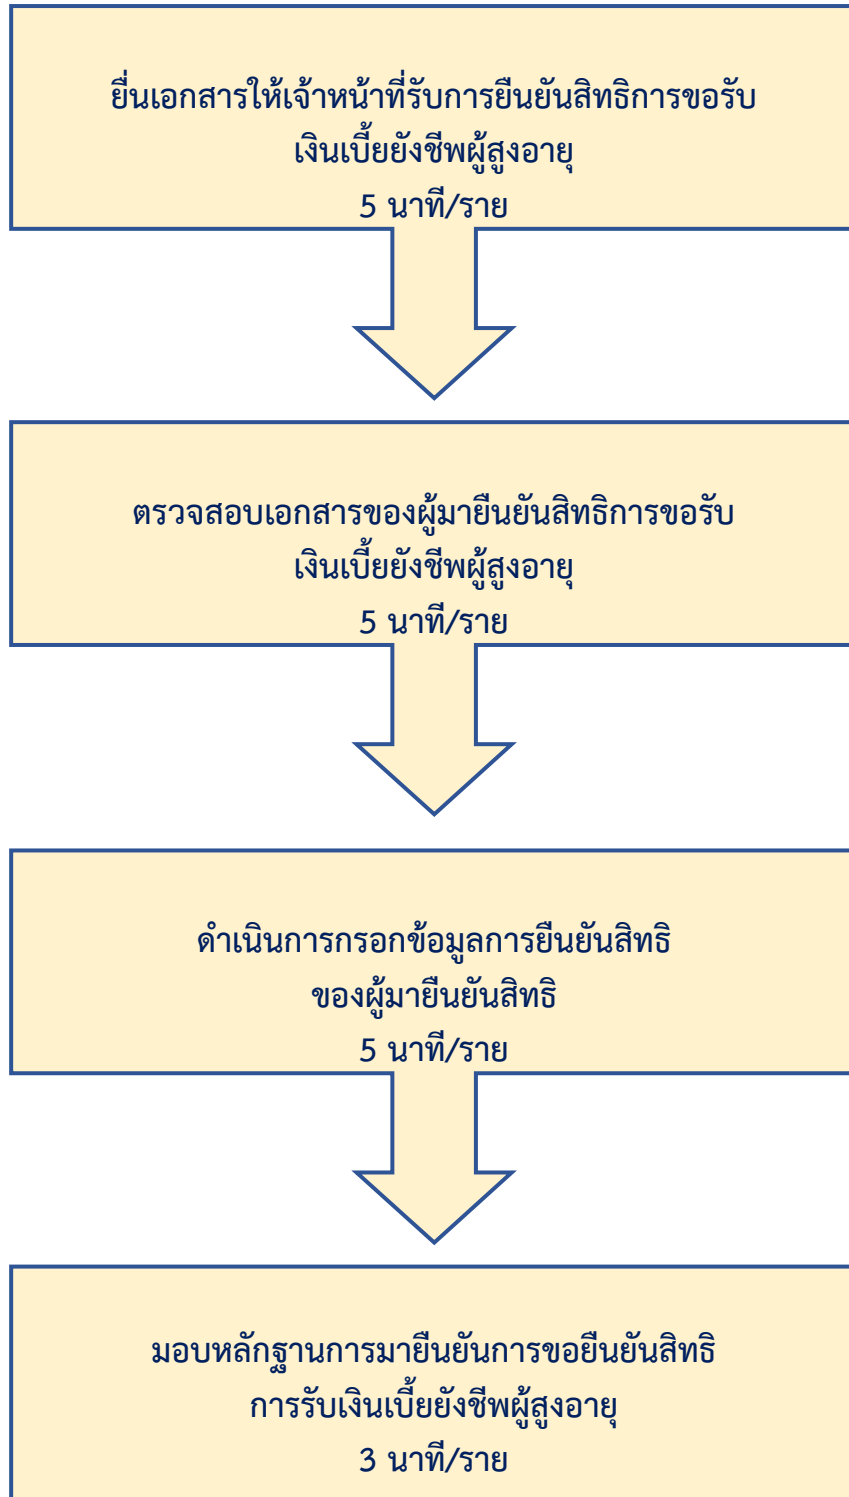 ยื่นเอกสารให้เจ้าหน้าที่รับการยืนยันสิทธิการขอรับ
เงินเบี้ยยังชีพผู้สูงอายุ
5 นาที/ราย
ตรวจสอบเอกสารของผู้มายืนยันสิทธิการขอรับ
เงินเบี้ยยังชีพผู้สูงอายุ
5 นาที/ราย
ดำเนินการกรอกข้อมูลการยืนยันสิทธิ
ของผู้มายืนยันสิทธิ
5 นาที/ราย
มอบหลักฐานการมายืนยันการขอยืนยันสิทธิ
การรับเงินเบี้ยยังชีพผู้สูงอายุ
3 นาที/ราย